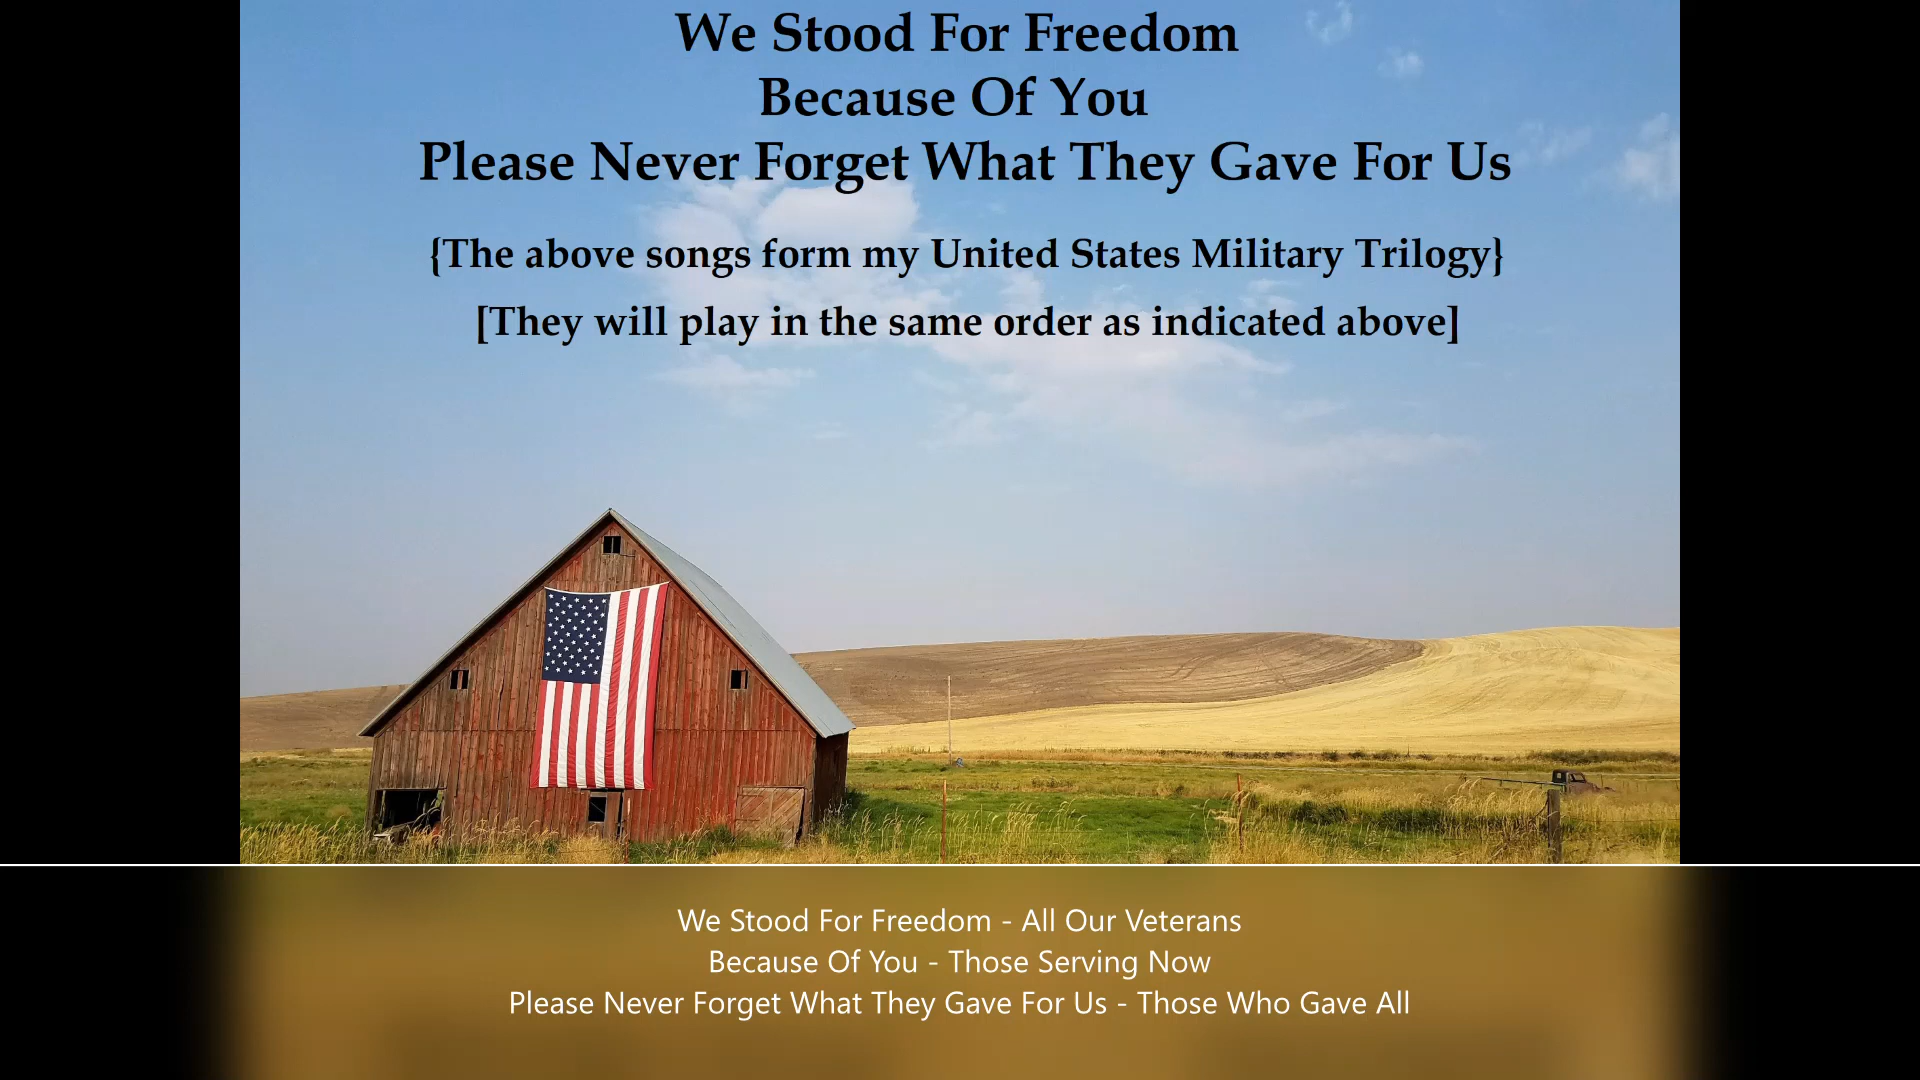 We Stood For Freedom
Because Of You
Please Never Forget What They Gave For Us
{The above songs form my United States Military Trilogy}
[They will play in the same order as indicated above]
We Stood For Freedom - All Our Veterans
Because Of You - Those Serving Now
Please Never Forget What They Gave For Us - Those Who Gave All